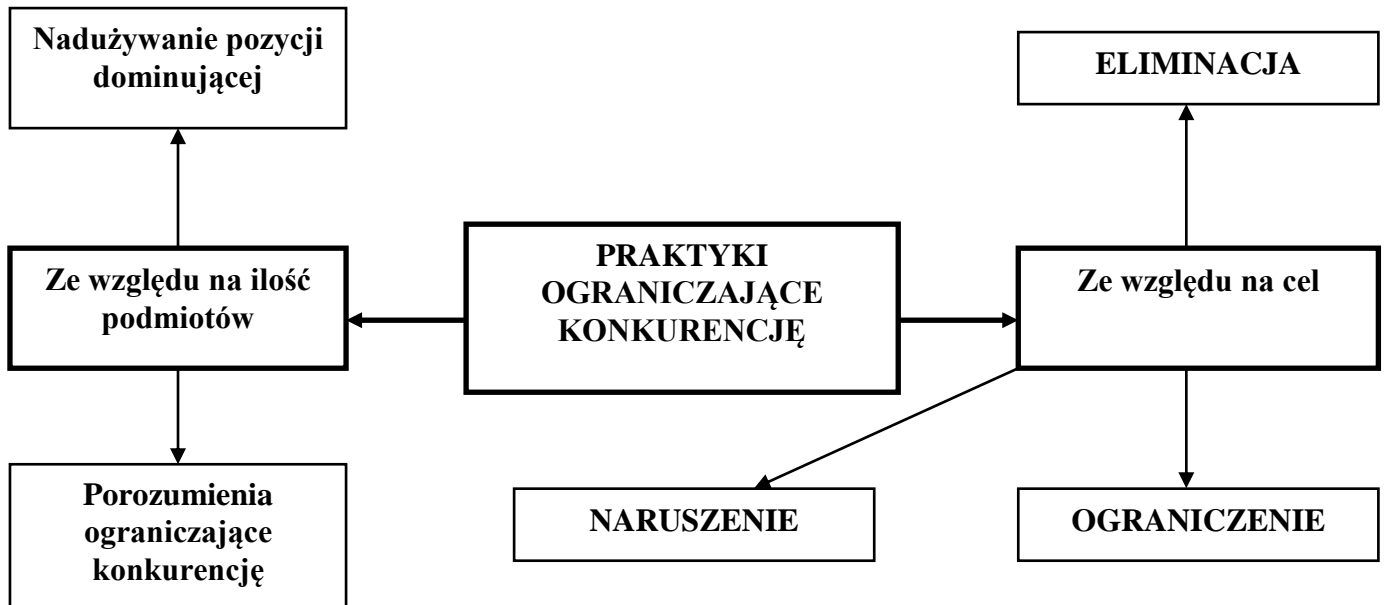 Nadużywanie pozycji
dominującej
ELIMINACJA
Ze względu na ilość
podmiotów
PRAKTYKI
OGRANICZAJĄCE
KONKURENCJĘ
Ze względu na cel
Porozumienia
ograniczające
konkurencję
NARUSZENIE
OGRANICZENIE